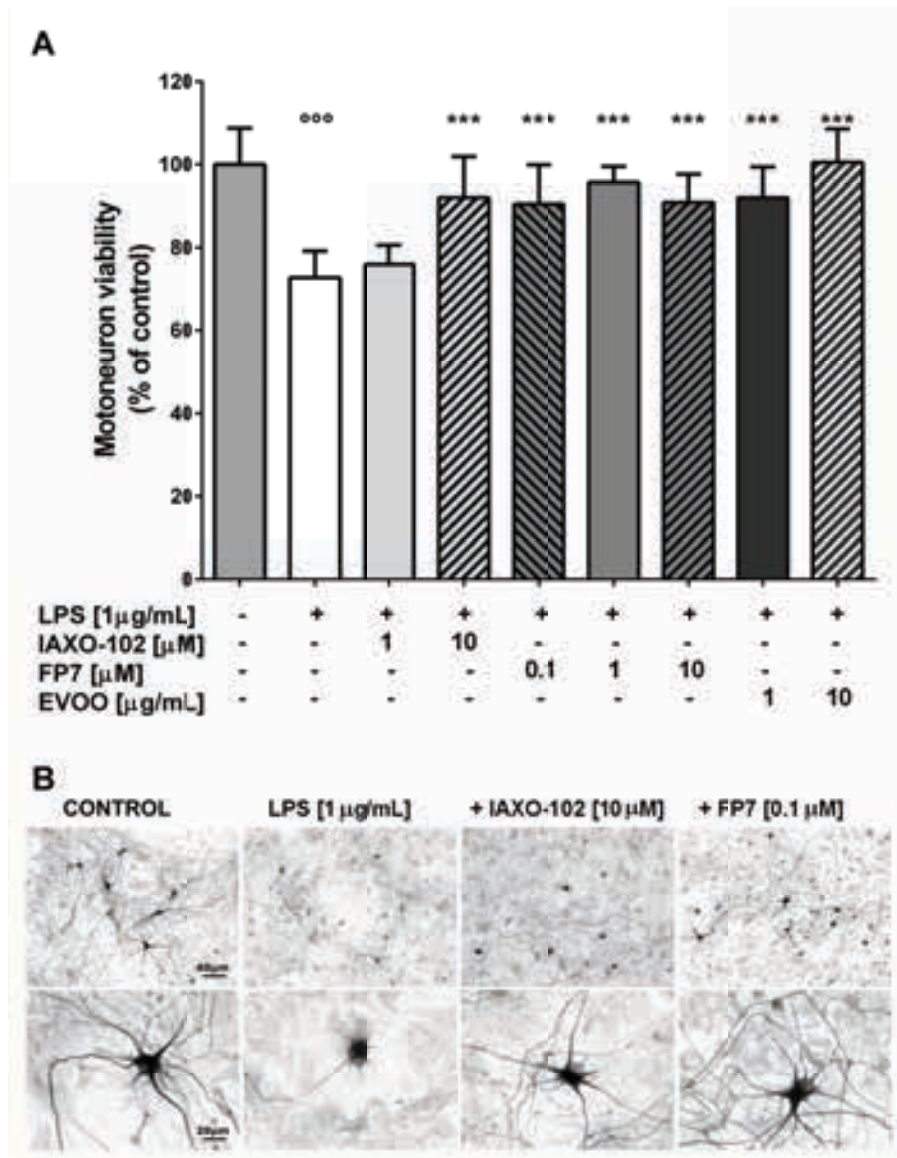 A
120
100
80
60
40
20
0
Motoneuron viability
(% of control)
°°° *** *** *** *** *** ***
LPS [1µg/mL] - + + + + + + + +
IAXO-102 [µM] - - 1 10 - - - - -
FP7 [µM] - - - - 0.1 1 10 - -
EVOO [µg/mL] - - - - - - - 1 10
B
CONTROL LPS [1 µg/mL] + IAXO-102 [10 µM] + FP7 [0.1 µM]
40µm
20µm